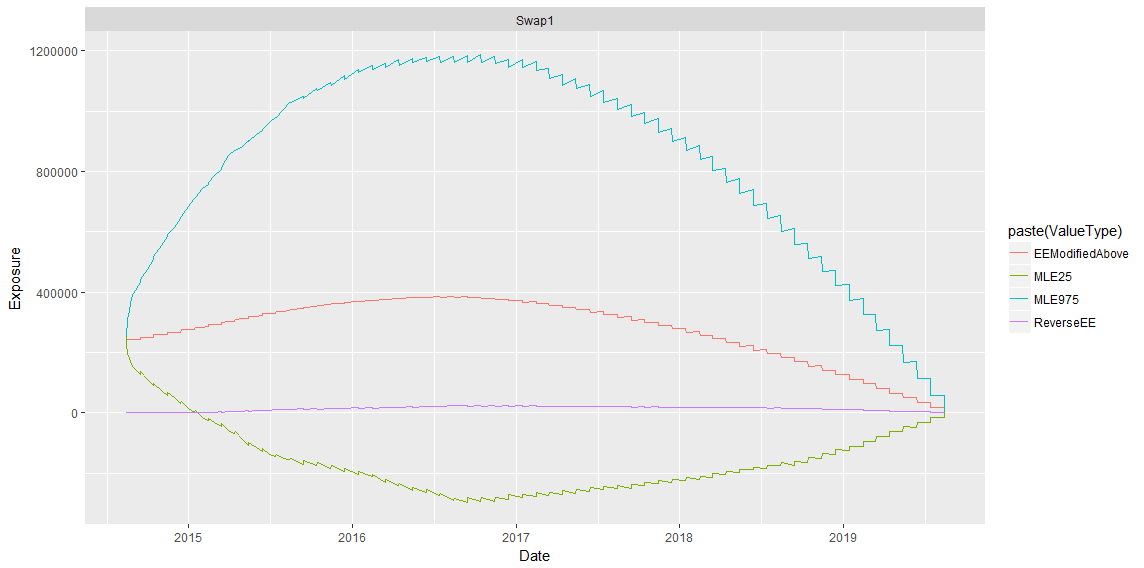 Swap1
1200000
800000
400000
0
Exposure
2015 2016 2017 2018 2019
Date
paste(ValueType)
EEModifiedAbove
MLE25
MLE975
ReverseEE